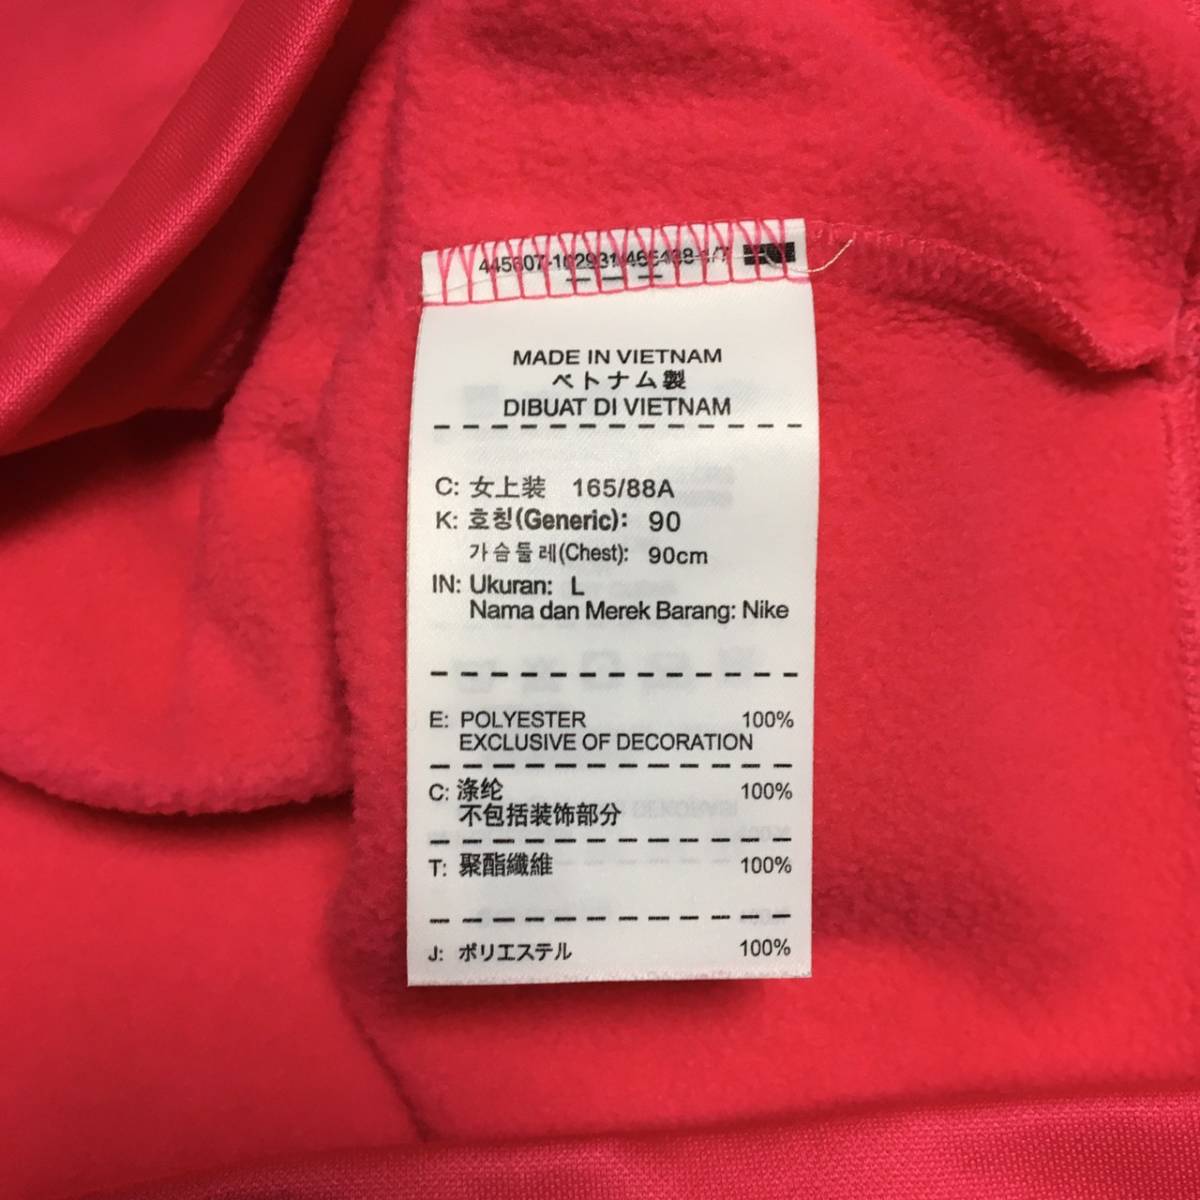 MADE IN VIETNAM
ベトナム製
DIBUAT DI VIETNAM
C: 女上装 165/88A
K: 호칭(Generic): 90
가슴둘레(Chest): 90cm
IN: Ukuran: L
Nama dan Merek Barang: Nike
E: POLYESTER 100%
EXCLUSIVE OF DECORATION
C: 涤纶 100%
不包括装饰部分
T: 聚酯纖維 100%
J: ポリエステル 100%